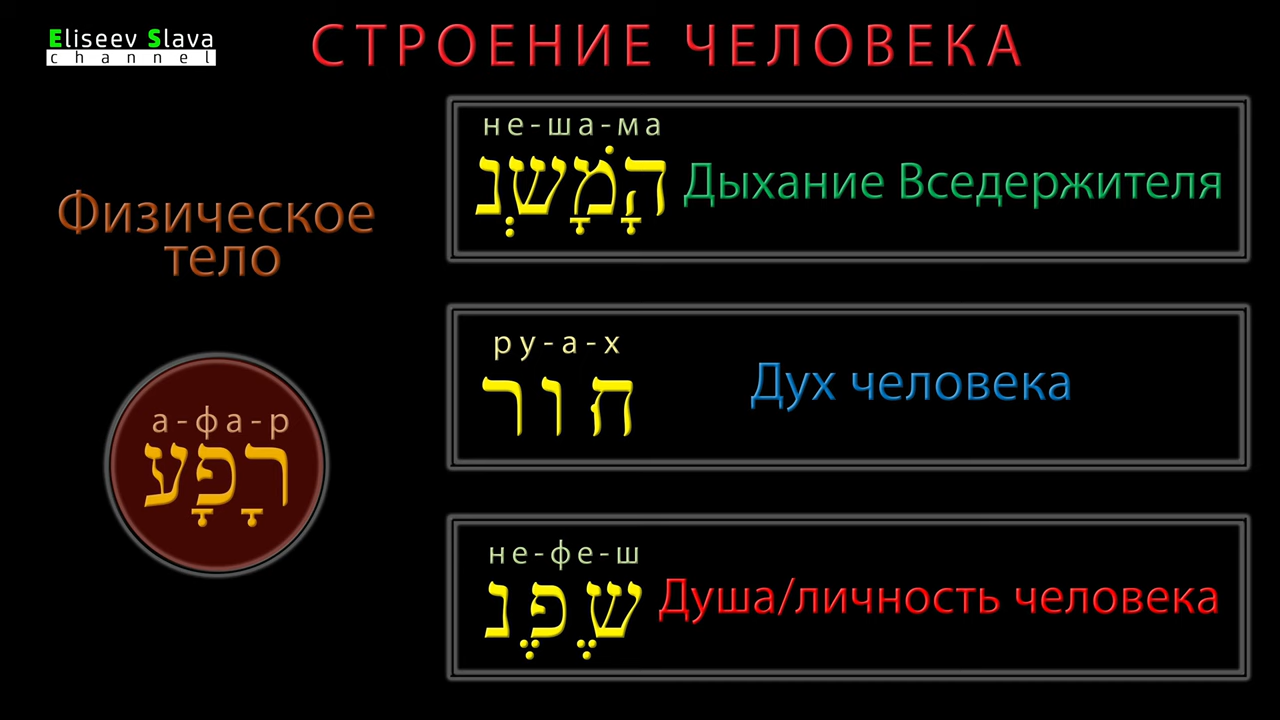 Eliseev Slava
channel
СТРОЕНИЕ ЧЕЛОВЕКА
не-ша-ма
הָמָֹשְנ
Дыхание Вседержителя
Физическое
тело
ру-а-х
חור
Дух человека
а-фа-р
רָפָע
не-фе-ш
שֶפֶנ
Душа/личность человека